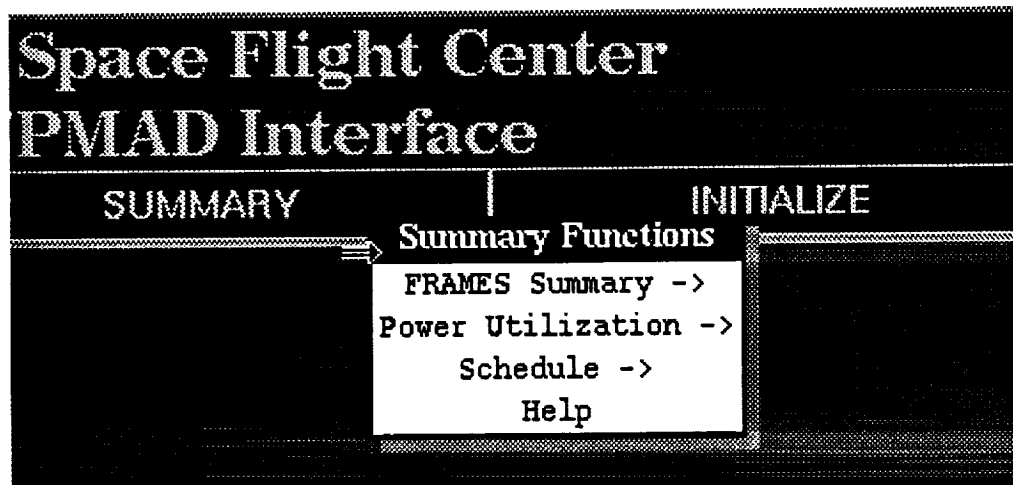 Space Flight Center
PMAD Interface
SUMMARY INITIALIZE
Summary Functions
FRAMES Summary ->
Power Utilization ->
Schedule ->
Help